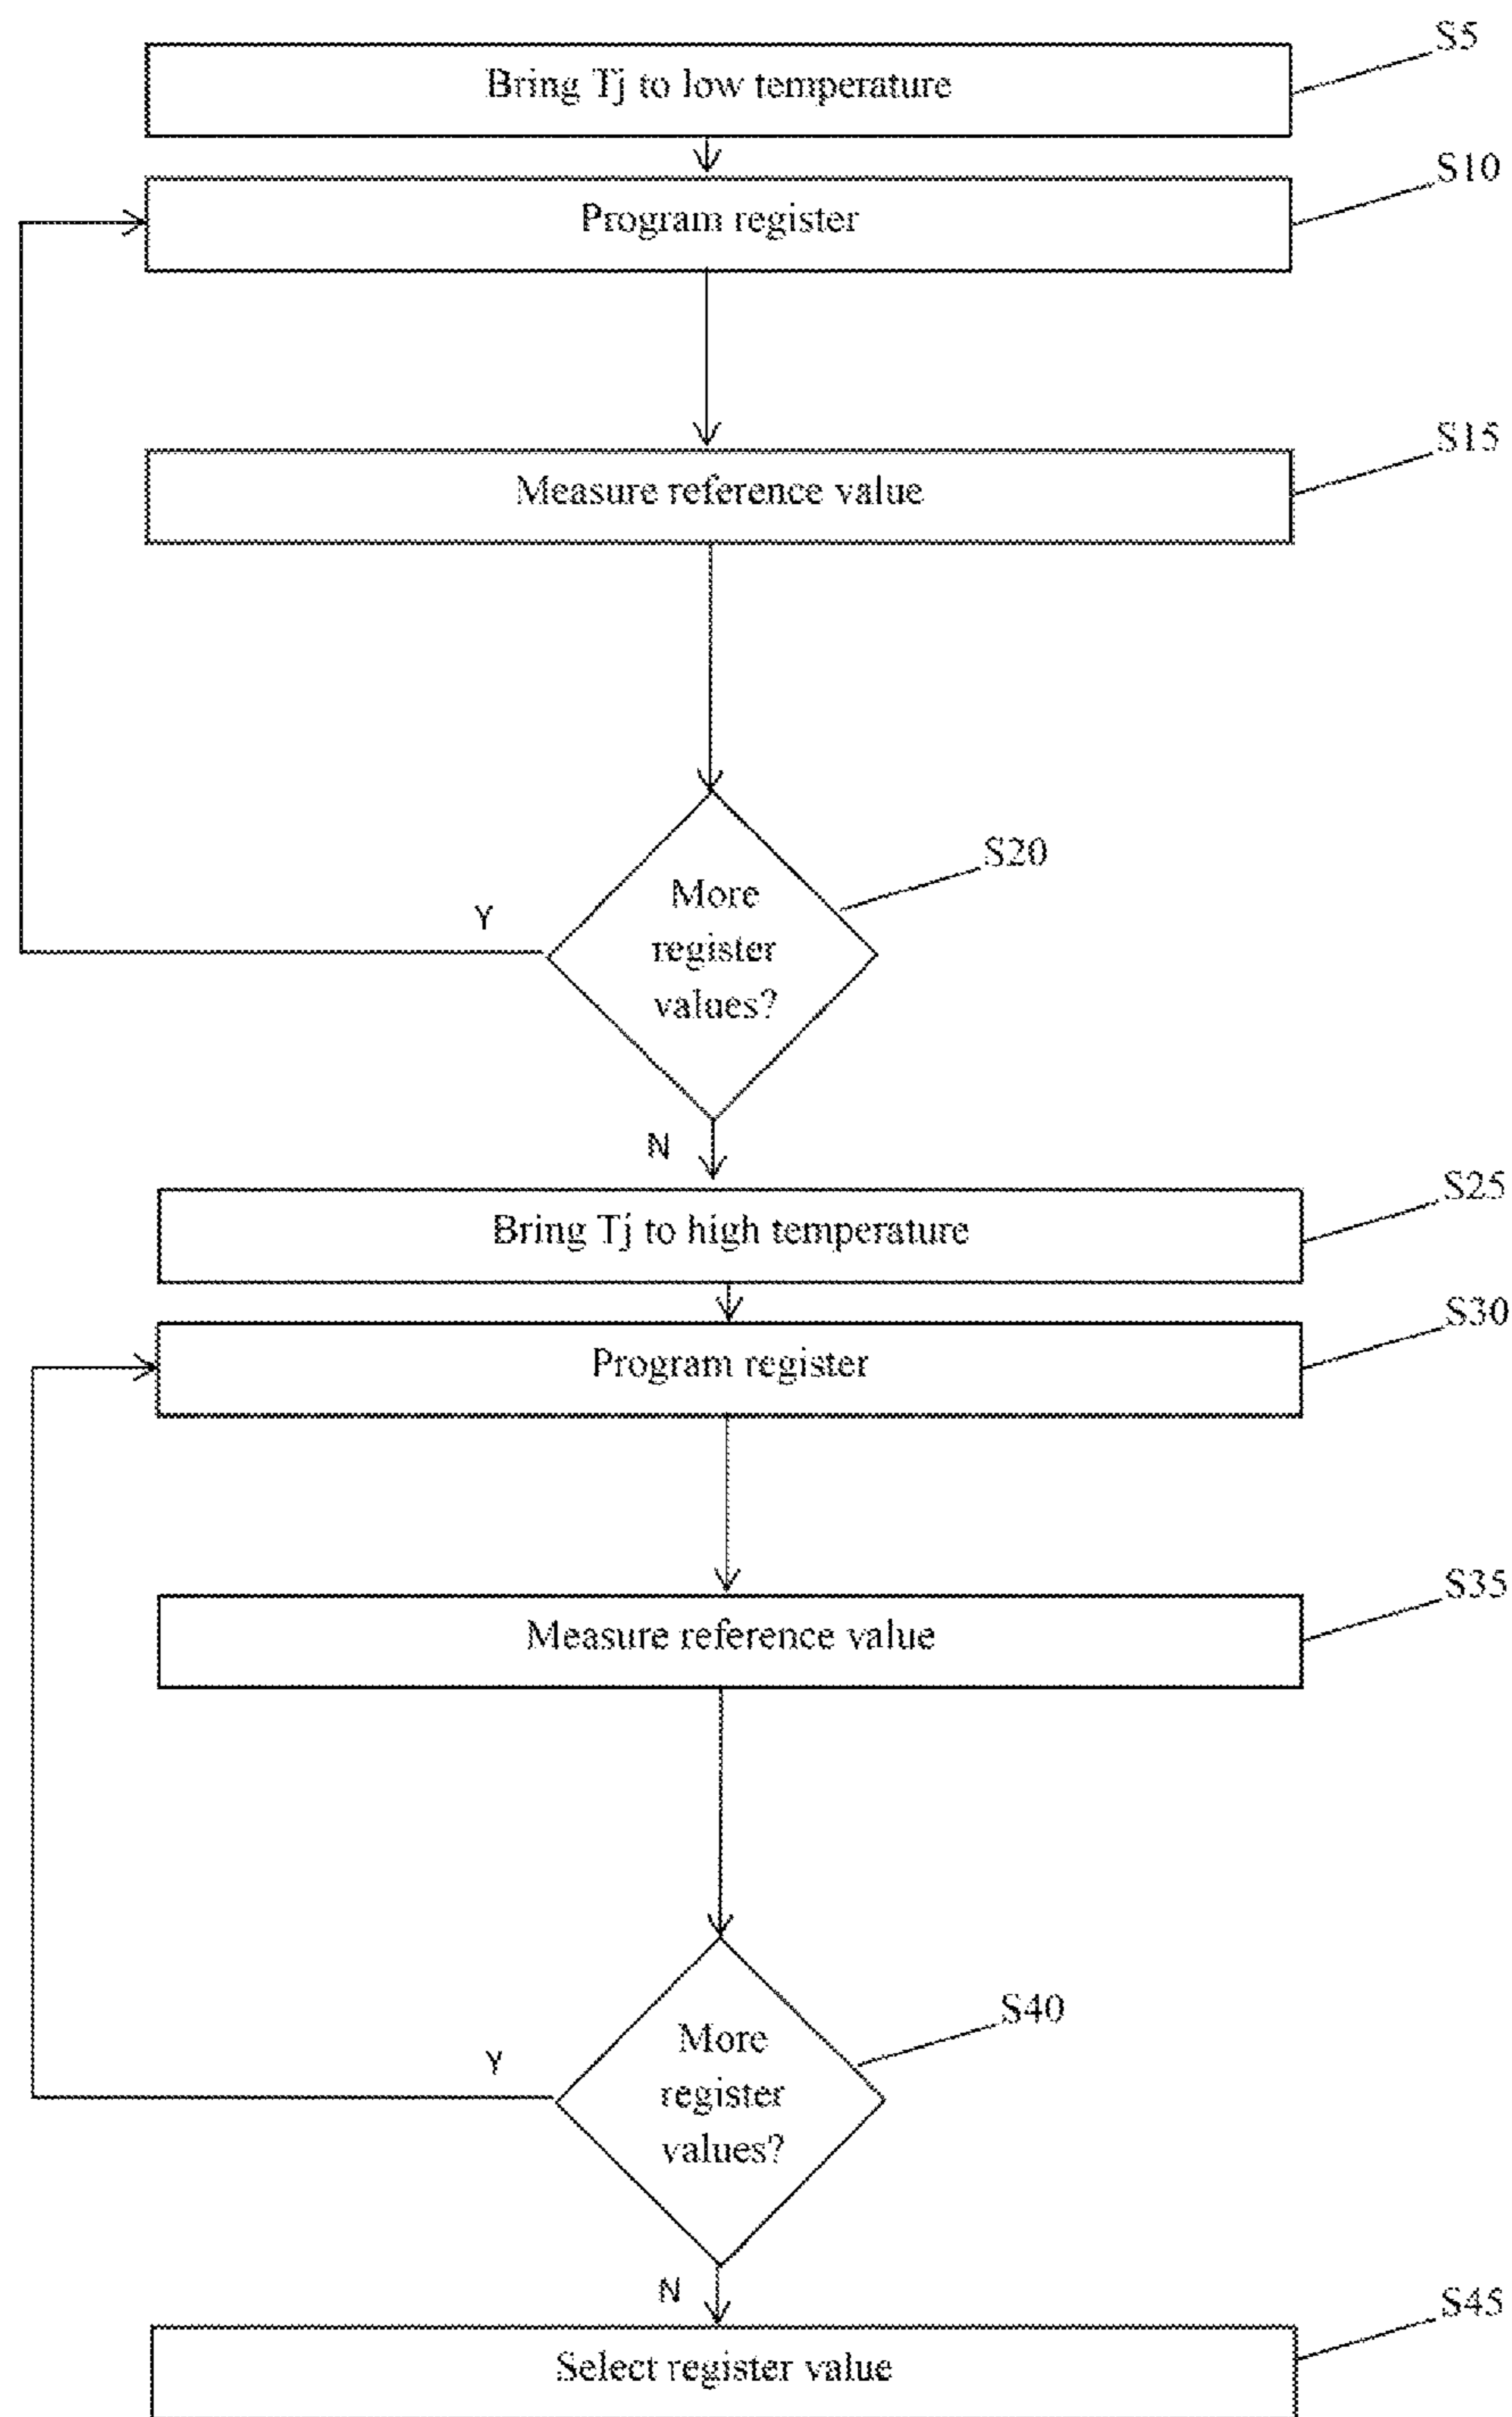 S5
Bring Tj to low temperature
S10
Program register
S15
Measure reference value
S20
More
register
values?
Y
N
S25
Bring Tj to high temperature
S30
Program register
S35
Measure reference value
S40
More
register
values?
Y
N
S45
Select register value